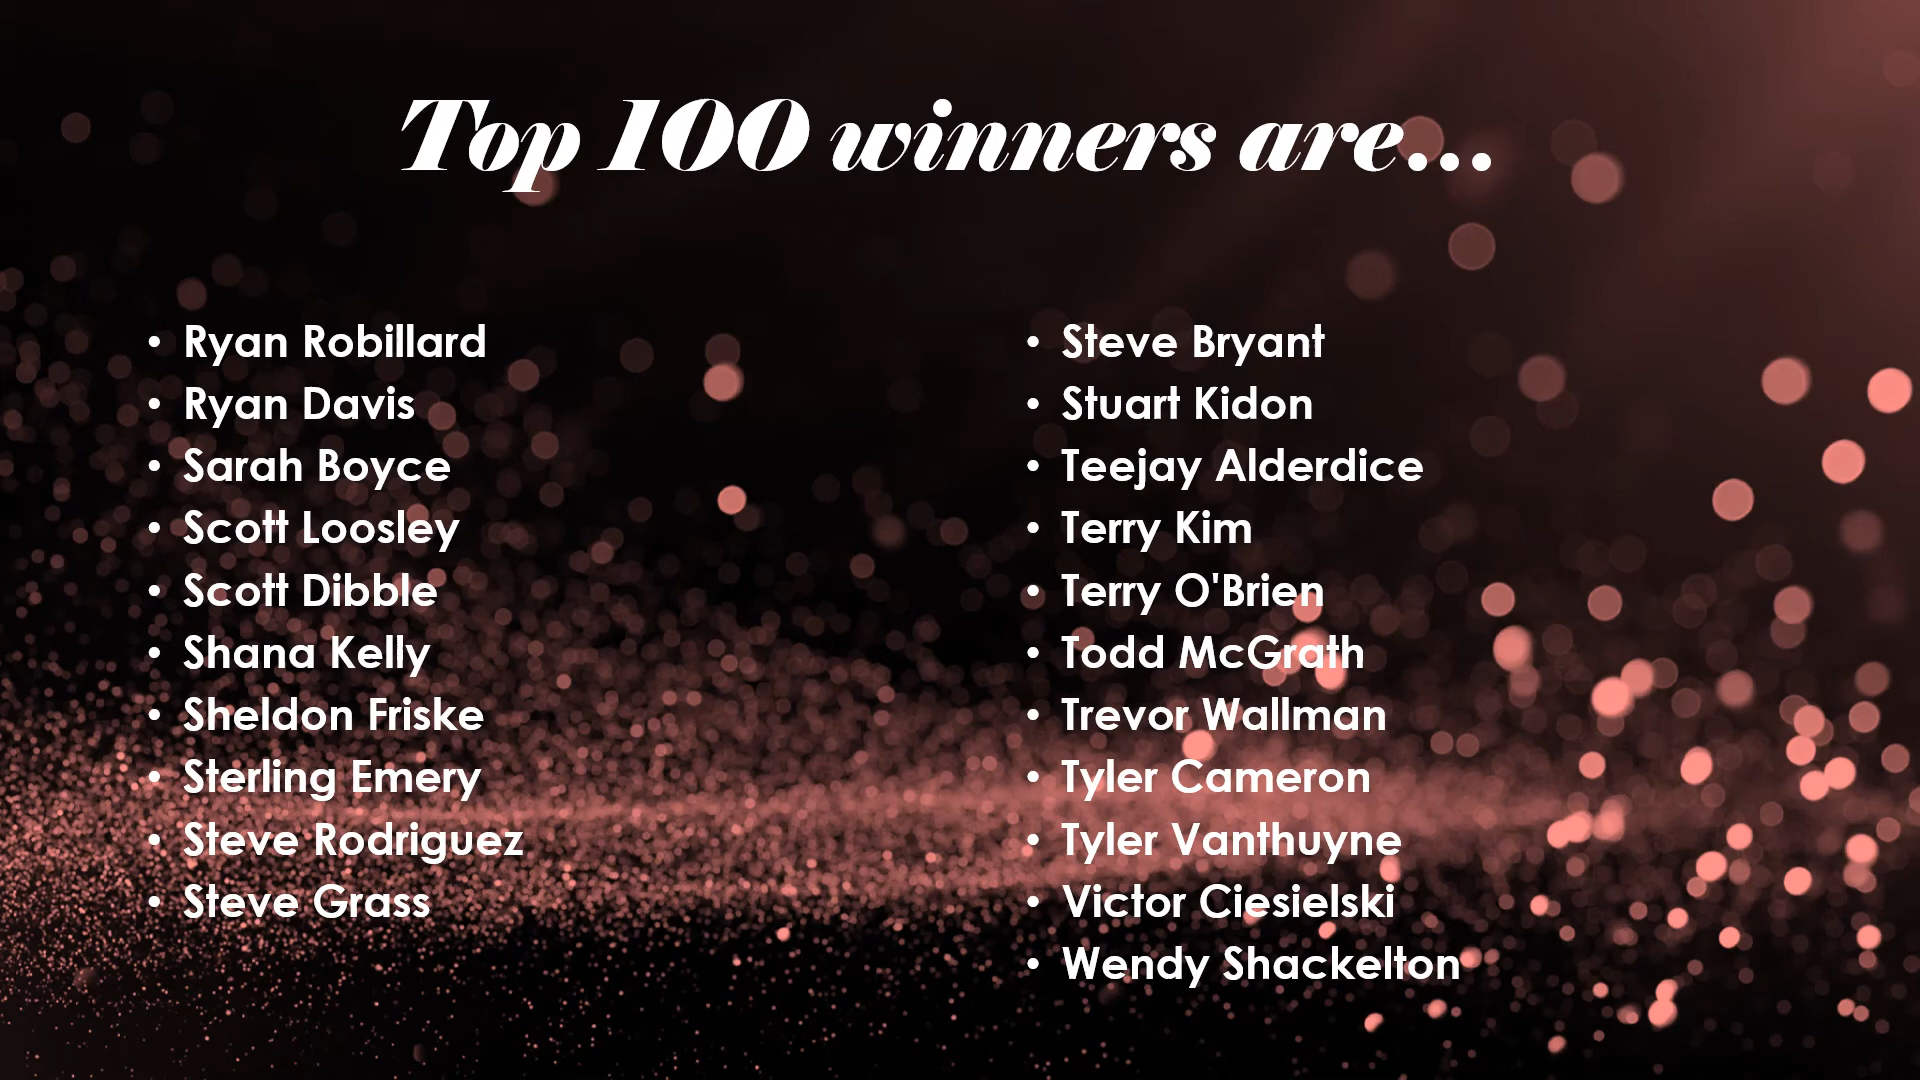 Top 100 winners are...
• Ryan Robillard
• Ryan Davis
• Sarah Boyce
• Scott Loosley
• Scott Dibble
• Shana Kelly
• Sheldon Friske
• Sterling Emery
• Steve Rodriguez
• Steve Grass
• Steve Bryant
• Stuart Kidon
• Teejay Alderdice
• Terry Kim
• Terry O'Brien
• Todd McGrath
• Trevor Wallman
• Tyler Cameron
• Tyler Vanthuyne
• Victor Ciesielski
• Wendy Shackelton